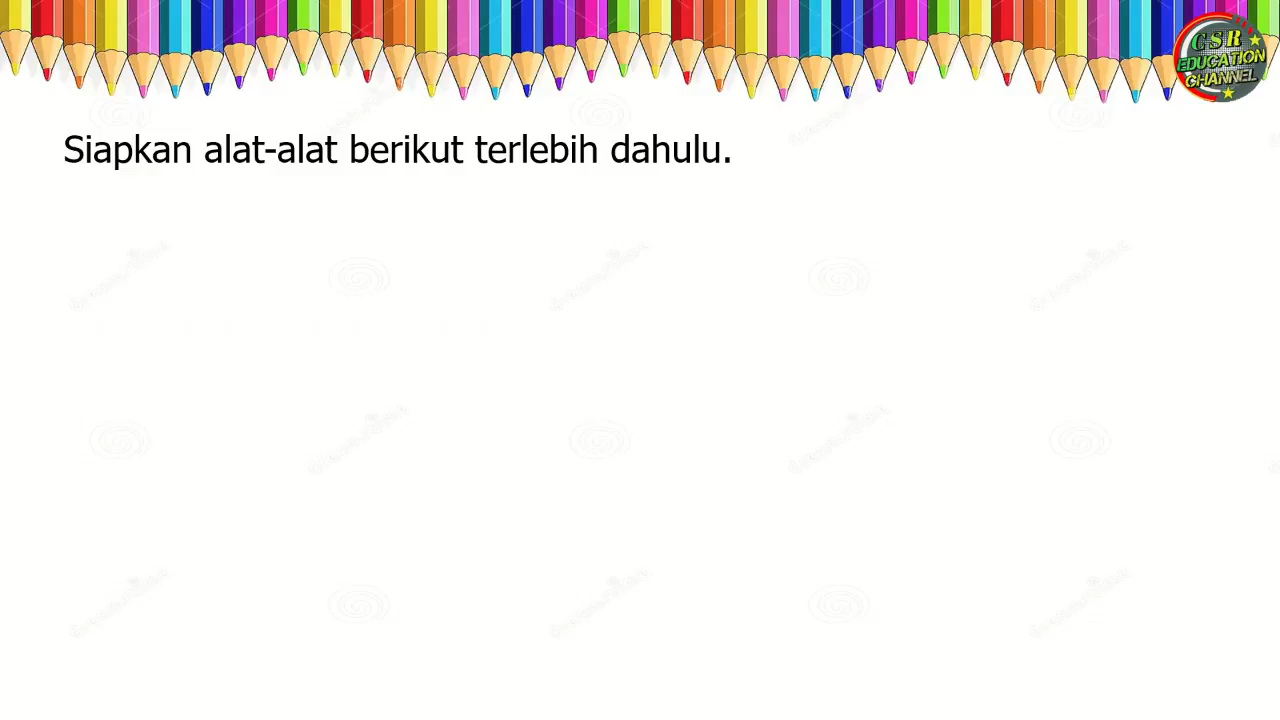 CSR
EDUCATION
CHANNEL
Siapkan alat-alat berikut terlebih dahulu.